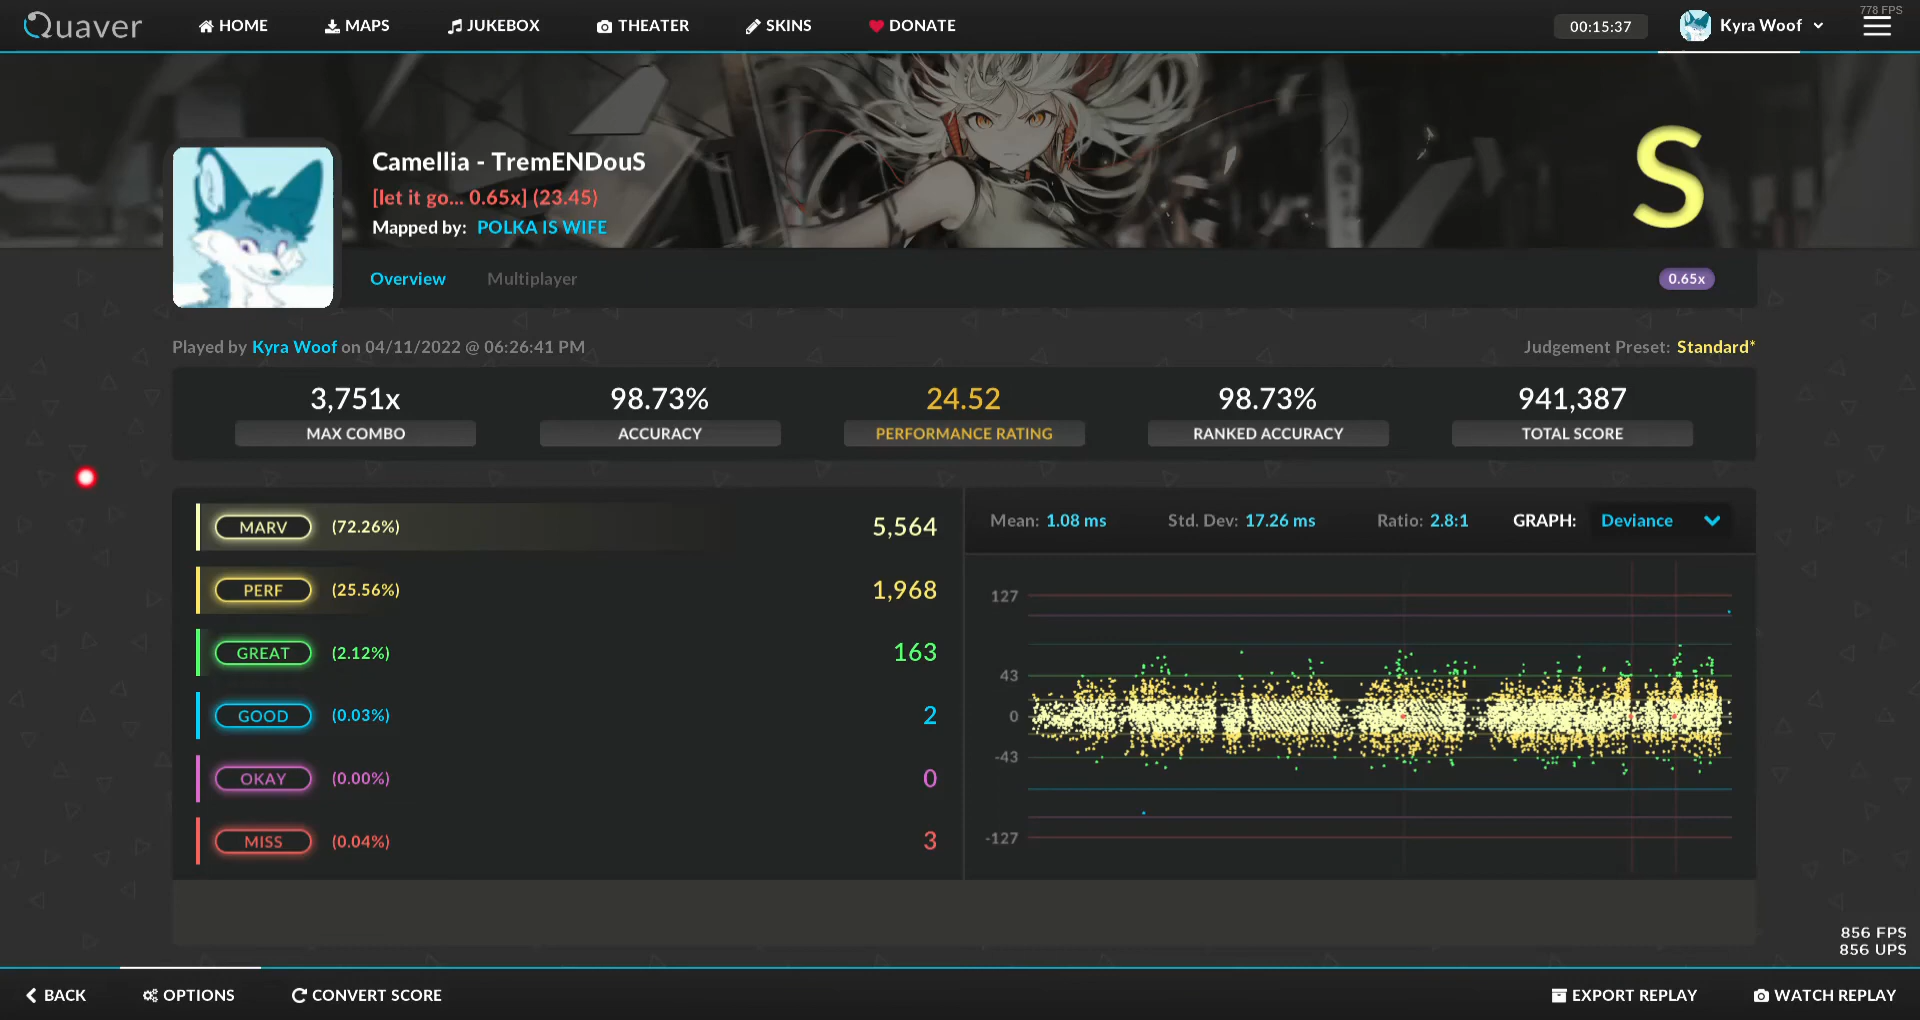 Quaver
HOME
MAPS
JUKEBOX
THEATER
SKINS
DONATE
00:15:37
Kyra Woof
778 FPS
Camellia - TremENDouS
[let it go... 0.65x] (23.45)
Mapped by: POLKA IS WIFE
S
Overview
Multiplayer
0.65x
Played by Kyra Woof on 04/11/2022 @ 06:26:41 PM
Judgement Preset: Standard*
3,751x
MAX COMBO
98.73%
ACCURACY
24.52
PERFORMANCE RATING
98.73%
RANKED ACCURACY
941,387
TOTAL SCORE
MARV (72.26%) 5,564
PERF (25.56%) 1,968
GREAT (2.12%) 163
GOOD (0.03%) 2
OKAY (0.00%) 0
MISS (0.04%) 3
Mean: 1.08 ms
Std. Dev: 17.26 ms
Ratio: 2.8:1
GRAPH: Deviance
127
43
0
-43
-127
856 FPS
856 UPS
BACK
OPTIONS
CONVERT SCORE
EXPORT REPLAY
WATCH REPLAY